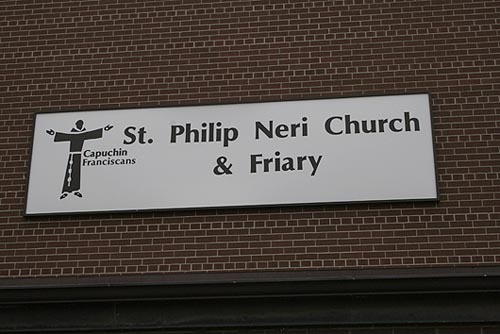 St. Philip Neri Church
& Friary
Capuchin
Franciscans